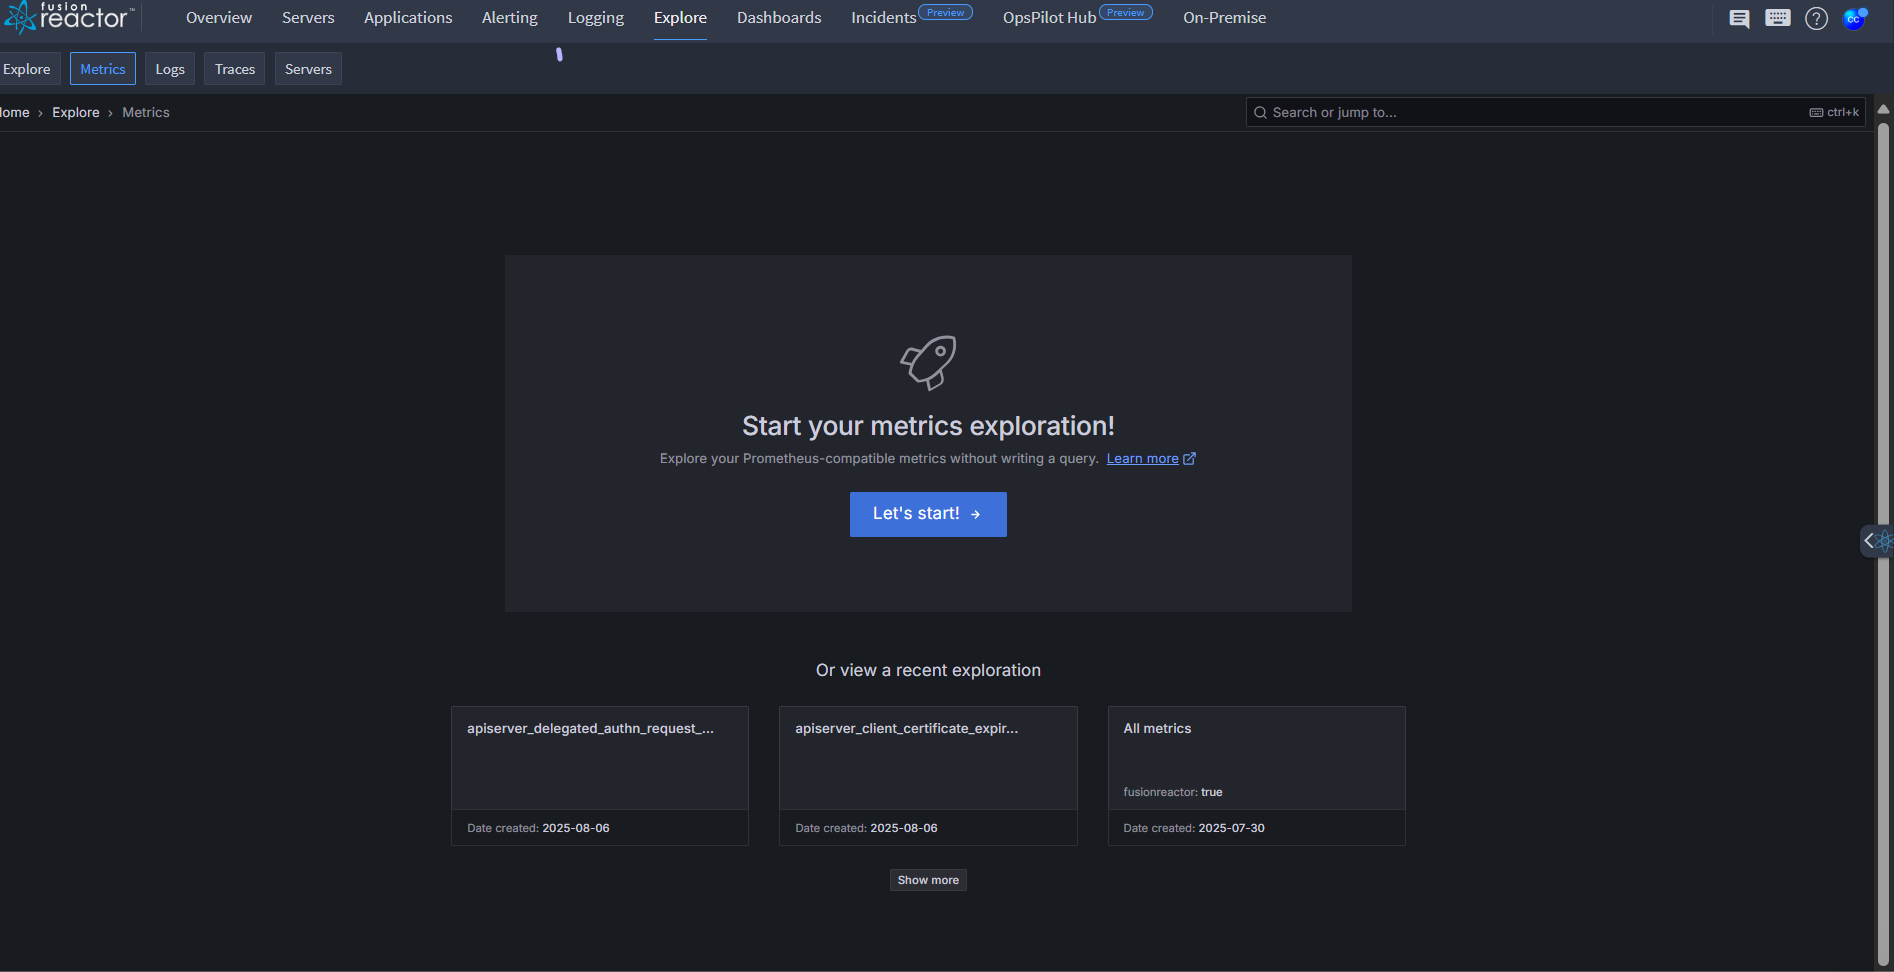 fusion reactor™
Overview Servers Applications Alerting Logging Explore Dashboards Incidents Preview OpsPilot Hub Preview On-Premise
CC
Explore Metrics Logs Traces Servers
Home › Explore › Metrics
Search or jump to... ctrl+k
Start your metrics exploration!
Explore your Prometheus-compatible metrics without writing a query. Learn more
Let's start! →
Or view a recent exploration
apiserver_delegated_authn_request_... apiserver_client_certificate_expir... All metrics
fusionreactor: true
Date created: 2025-08-06 Date created: 2025-08-06 Date created: 2025-07-30
Show more